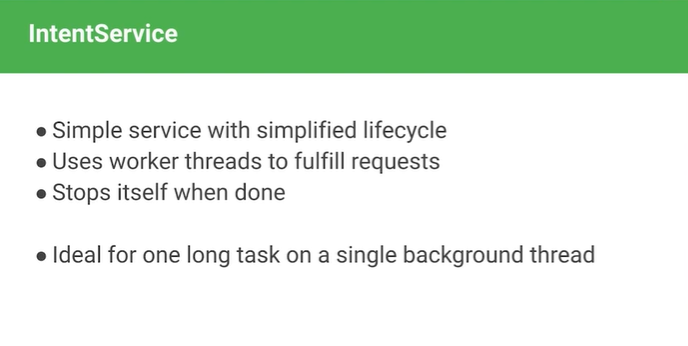 IntentService
● Simple service with simplified lifecycle
● Uses worker threads to fulfill requests
● Stops itself when done
● Ideal for one long task on a single background thread